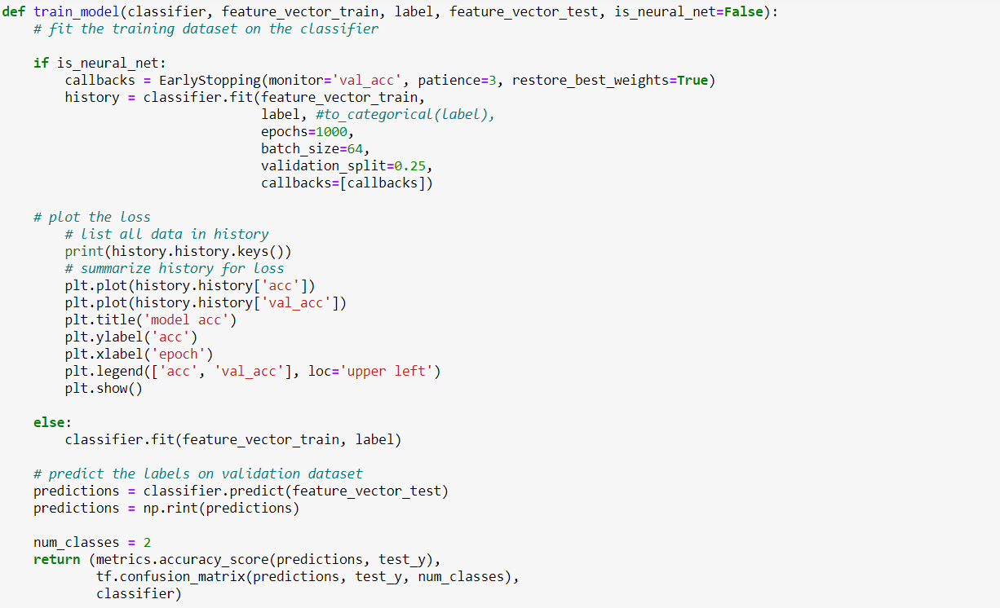 def train_model(classifier, feature_vector_train, label, feature_vector_test, is_neural_net=False):
    # fit the training dataset on the classifier

    if is_neural_net:
        callbacks = EarlyStopping(monitor='val_acc', patience=3, restore_best_weights=True)
        history = classifier.fit(feature_vector_train,
                                 label, #to_categorical(label),
                                 epochs=1000,
                                 batch_size=64,
                                 validation_split=0.25,
                                 callbacks=[callbacks])

    # plot the loss
        # list all data in history
        print(history.history.keys())
        # summarize history for loss
        plt.plot(history.history['acc'])
        plt.plot(history.history['val_acc'])
        plt.title('model acc')
        plt.ylabel('acc')
        plt.xlabel('epoch')
        plt.legend(['acc', 'val_acc'], loc='upper left')
        plt.show()

    else:
        classifier.fit(feature_vector_train, label)

    # predict the labels on validation dataset
    predictions = classifier.predict(feature_vector_test)
    predictions = np.rint(predictions)

    num_classes = 2
    return (metrics.accuracy_score(predictions, test_y),
            tf.confusion_matrix(predictions, test_y, num_classes),
            classifier)